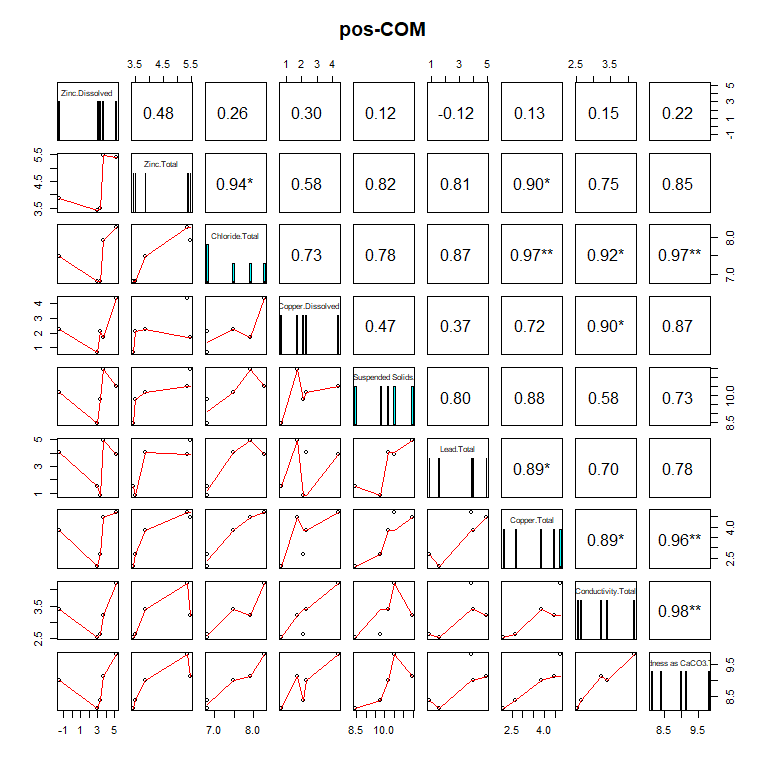 pos-COM
3.5 4.5 5.5
1 2 3 4
1 3 5
2.5 3.5
Zinc.Dissolved
0.48
0.26
0.30
0.12
-0.12
0.13
0.15
0.22
-1 1 3 5
3.5 4.5 5.5
Zinc.Total
0.94*
0.58
0.82
0.81
0.90*
0.75
0.85
Chloride.Total
0.73
0.78
0.87
0.97**
0.92*
0.97**
7.0 8.0
1 2 3 4
Copper.Dissolved
0.47
0.37
0.72
0.90*
0.87
Suspended Solids.
0.80
0.88
0.58
0.73
8.5 10.0
1 3 5
Lead.Total
0.89*
0.70
0.78
Copper.Total
0.89*
0.96**
2.5 4.0
2.5 3.5
Conductivity.Total
0.98**
dness as CaCO3.
8.5 9.5
-1 1 2 3 5
7.0 8.0
8.5 10.0
2.5 4.0
8.5 9.5